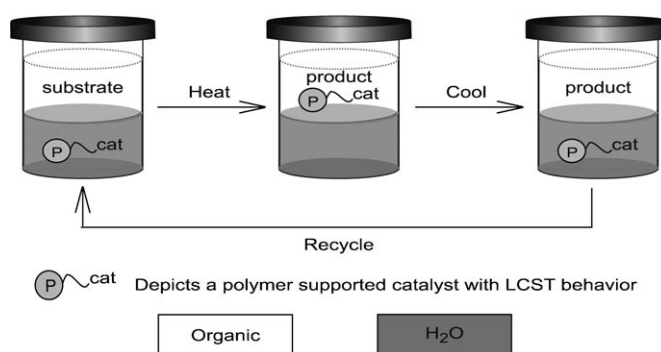 substrate
P cat
Heat
product
P cat
Cool
product
P cat
Recycle
P cat Depicts a polymer supported catalyst with LCST behavior
Organic
H₂O